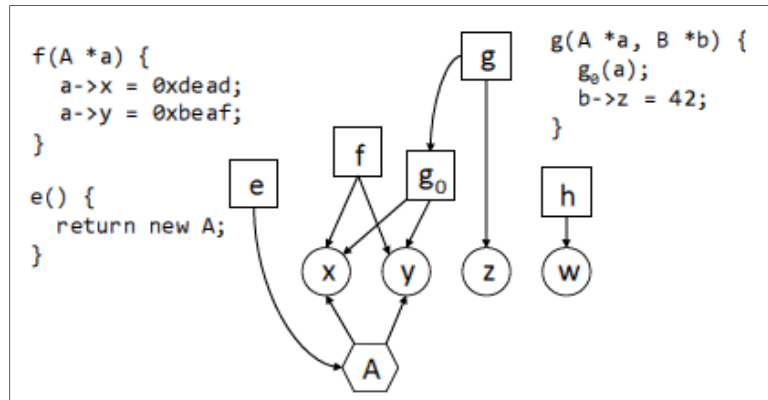 f(A *a) {
a->x = 0xdead;
a->y = 0xbeaf;
}
e() {
return new A;
}
g(A *a, B *b) {
g₀(a);
b->z = 42;
}
g
f
g₀
e
h
x
y
z
w
A